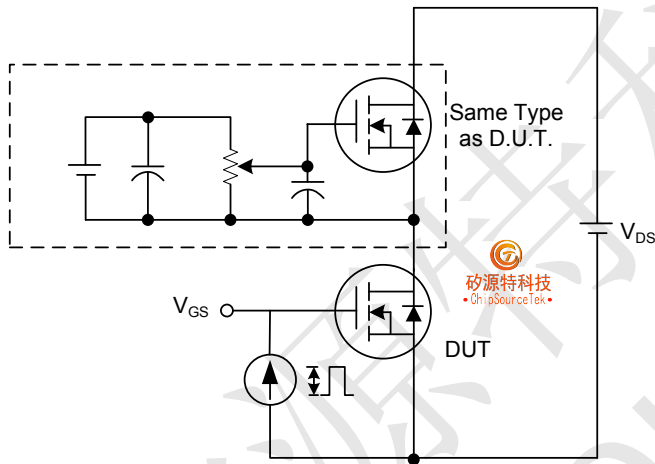 Same Type
as D.U.T.
VDS
矽源特科技
•ChipSourceTek•
VGS
DUT